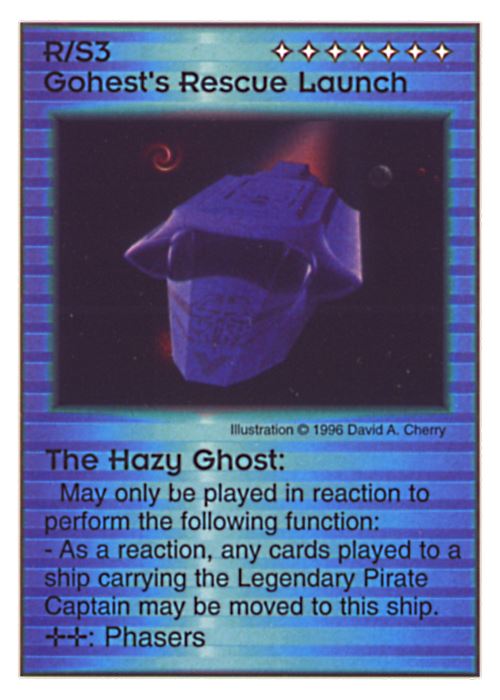 R/S3
Gohest's Rescue Launch
Illustration © 1996 David A. Cherry
The Hazy Ghost:
May only be played in reaction to
perform the following function:
- As a reaction, any cards played to a
ship carrying the Legendary Pirate
Captain may be moved to this ship.
✢✢: Phasers